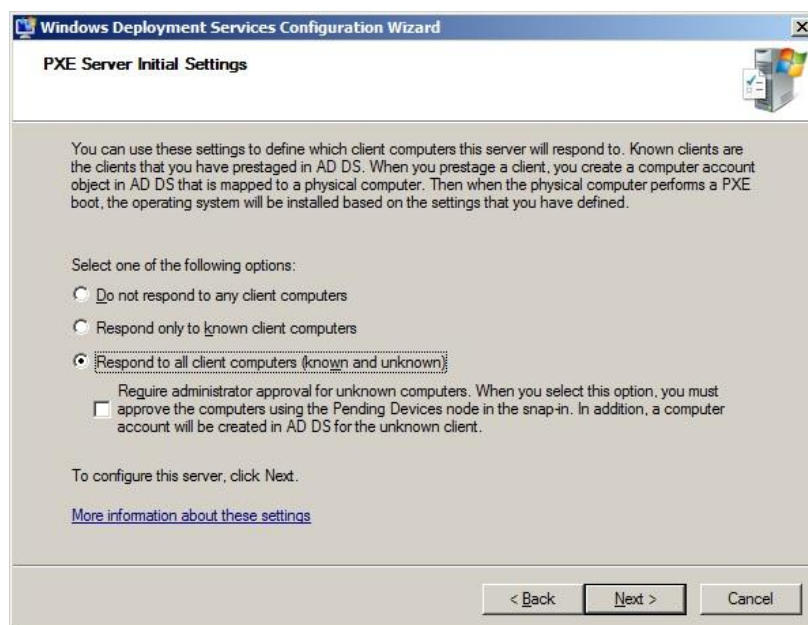 Windows Deployment Services Configuration Wizard
PXE Server Initial Settings
You can use these settings to define which client computers this server will respond to. Known clients are
the clients that you have prestaged in AD DS. When you prestage a client, you create a computer account
object in AD DS that is mapped to a physical computer. Then when the physical computer performs a PXE
boot, the operating system will be installed based on the settings that you have defined.
Select one of the following options:
Do not respond to any client computers
Respond only to known client computers
Respond to all client computers (known and unknown)
Require administrator approval for unknown computers. When you select this option, you must
approve the computers using the Pending Devices node in the snap-in. In addition, a computer
account will be created in AD DS for the unknown client.
To configure this server, click Next.
More information about these settings
< Back Next > Cancel